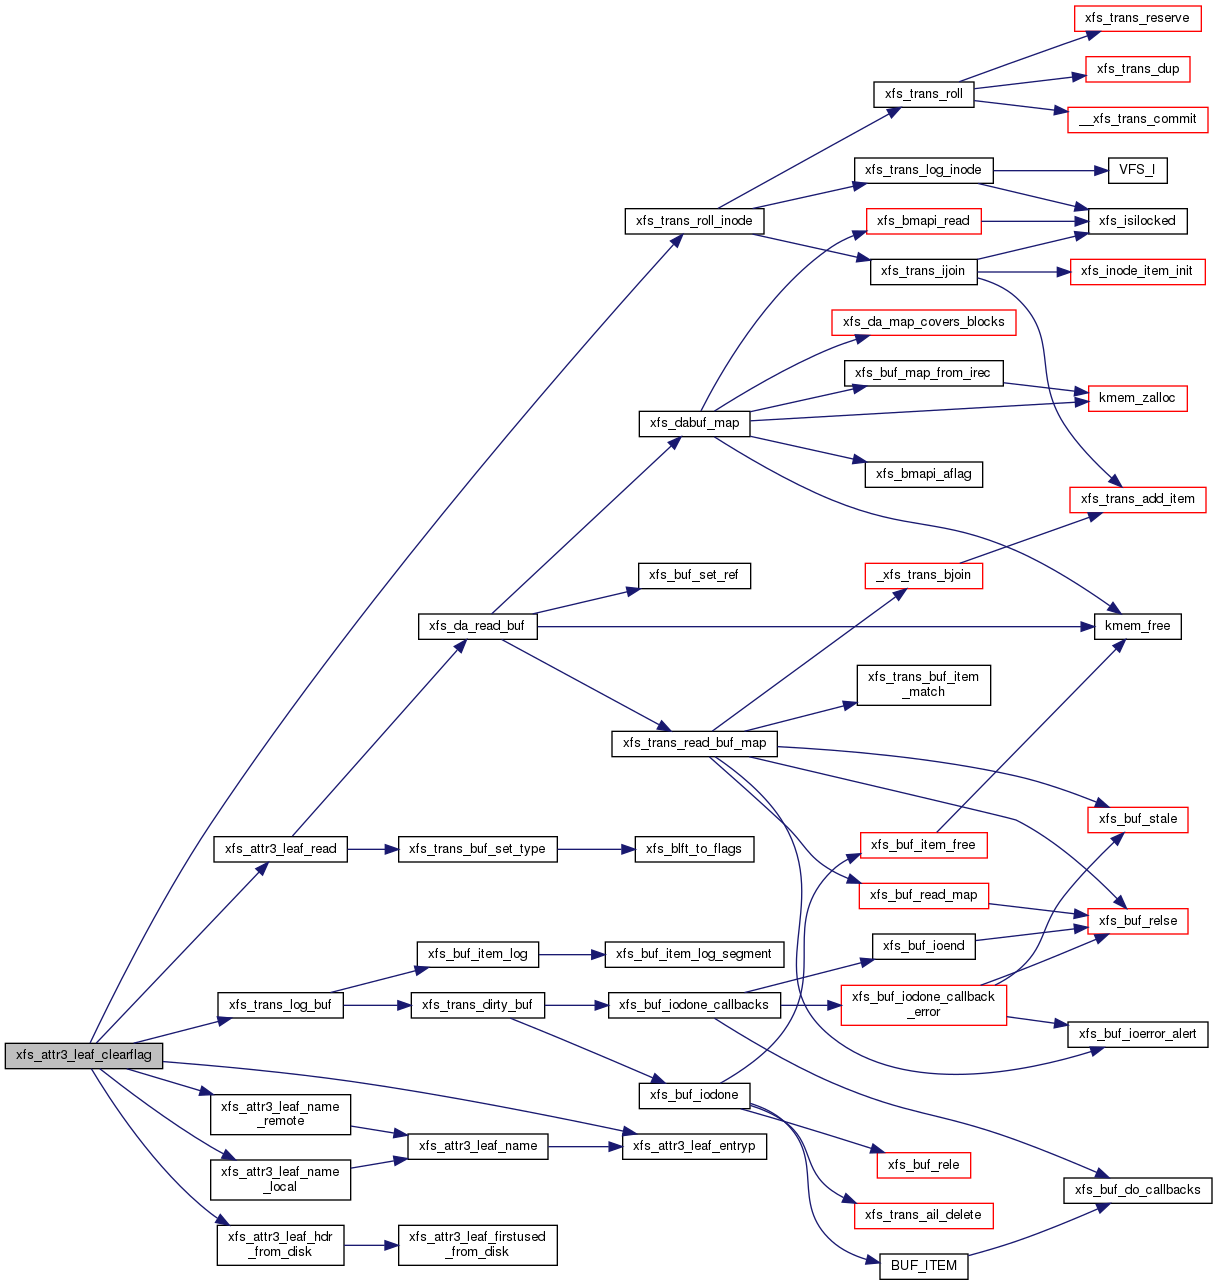 xfs_trans_reserve
xfs_trans_dup
xfs_trans_roll
__xfs_trans_commit
xfs_trans_log_inode
VFS_I
xfs_trans_roll_inode
xfs_bmapi_read
xfs_isilocked
xfs_trans_ijoin
xfs_inode_item_init
xfs_da_map_covers_blocks
xfs_buf_map_from_irec
kmem_zalloc
xfs_dabuf_map
xfs_bmapi_aflag
xfs_trans_add_item
_xfs_trans_bjoin
xfs_buf_set_ref
xfs_da_read_buf
kmem_free
xfs_trans_buf_item
_match
xfs_trans_read_buf_map
xfs_buf_stale
xfs_attr3_leaf_read
xfs_trans_buf_set_type
xfs_blft_to_flags
xfs_buf_item_free
xfs_buf_read_map
xfs_buf_relse
xfs_buf_item_log
xfs_buf_item_log_segment
xfs_buf_ioend
xfs_trans_log_buf
xfs_trans_dirty_buf
xfs_buf_iodone_callbacks
xfs_buf_iodone_callback
_error
xfs_buf_ioerror_alert
xfs_attr3_leaf_clearflag
xfs_buf_iodone
xfs_attr3_leaf_name
_remote
xfs_attr3_leaf_name
xfs_attr3_leaf_entryp
xfs_buf_rele
xfs_attr3_leaf_name
_local
xfs_buf_do_callbacks
xfs_trans_ail_delete
xfs_attr3_leaf_hdr
_from_disk
xfs_attr3_leaf_firstused
_from_disk
BUF_ITEM